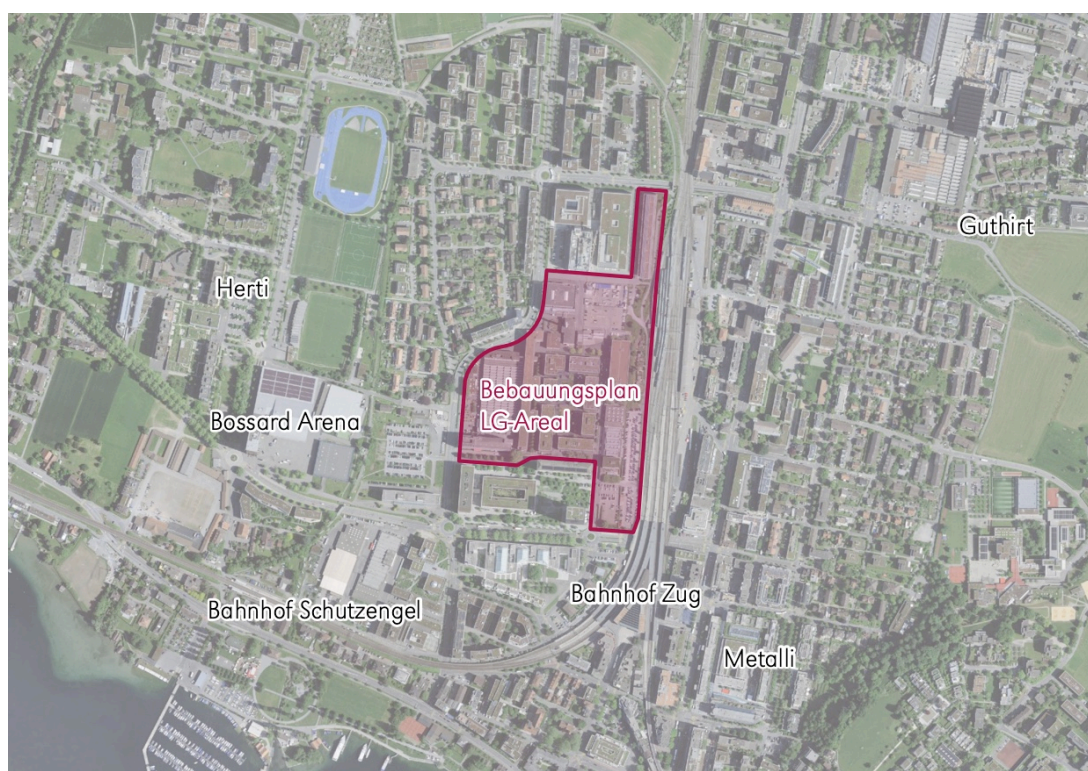 Guthirt
Herti
Bebauungsplan
LG-Areal
Bossard Arena
Bahnhof Zug
Bahnhof Schutzengel
Metalli